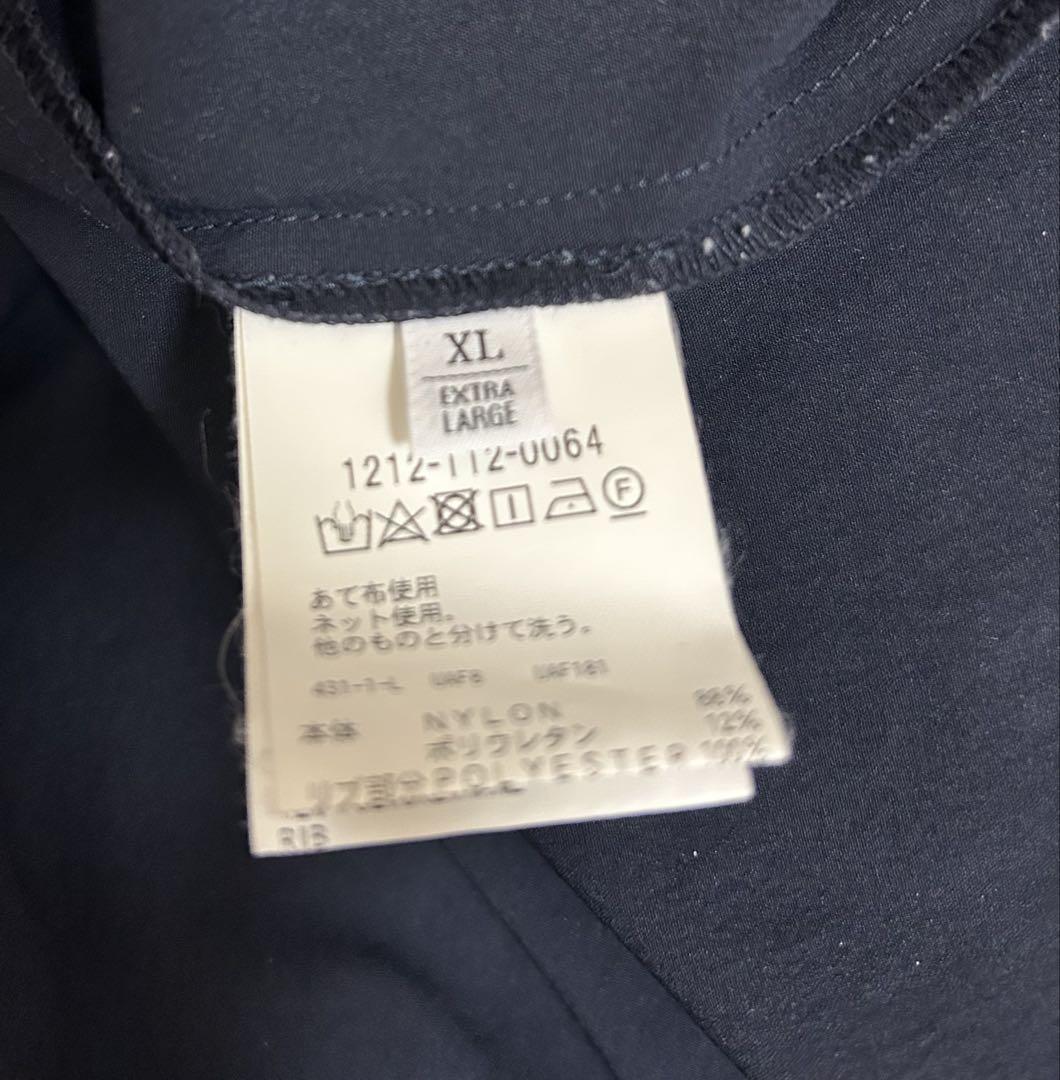 XL
EXTRA
LARGE
1212-112-0064
F
あて布使用
ネット使用。
他のものと分けて洗う。
431-1-L UAF8 UAF181
本体 NYLON 88%
ポリウレタン 12%
リブ部分 POLYESTER 100%
RIB